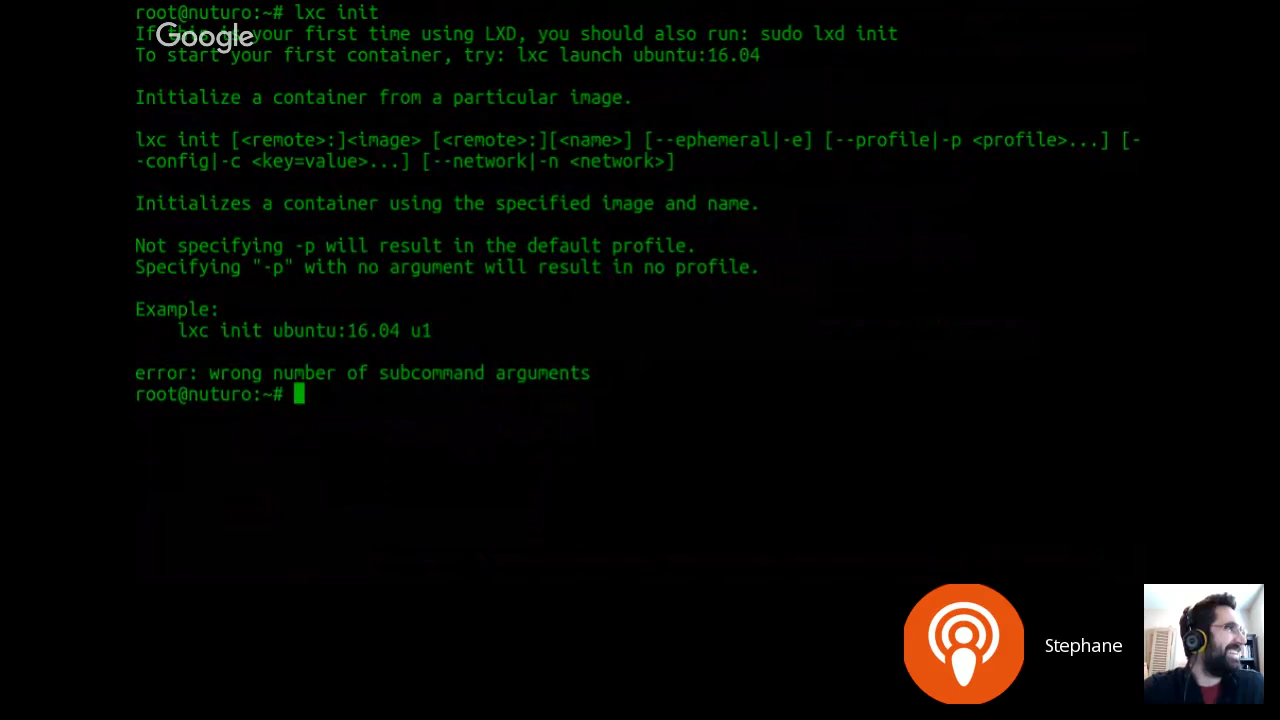 root@nuturo:~# lxc init
If this is your first time using LXD, you should also run: sudo lxd init
Google
To start your first container, try: lxc launch ubuntu:16.04
Initialize a container from a particular image.
lxc init [<remote>:]<image> [<remote>:][<name>] [--ephemeral|-e] [--profile|-p <profile>...] [-
-config|-c <key=value>...] [--network|-n <network>]
Initializes a container using the specified image and name.
Not specifying -p will result in the default profile.
Specifying "-p" with no argument will result in no profile.
Example:
    lxc init ubuntu:16.04 u1
error: wrong number of subcommand arguments
root@nuturo:~#
Stephane